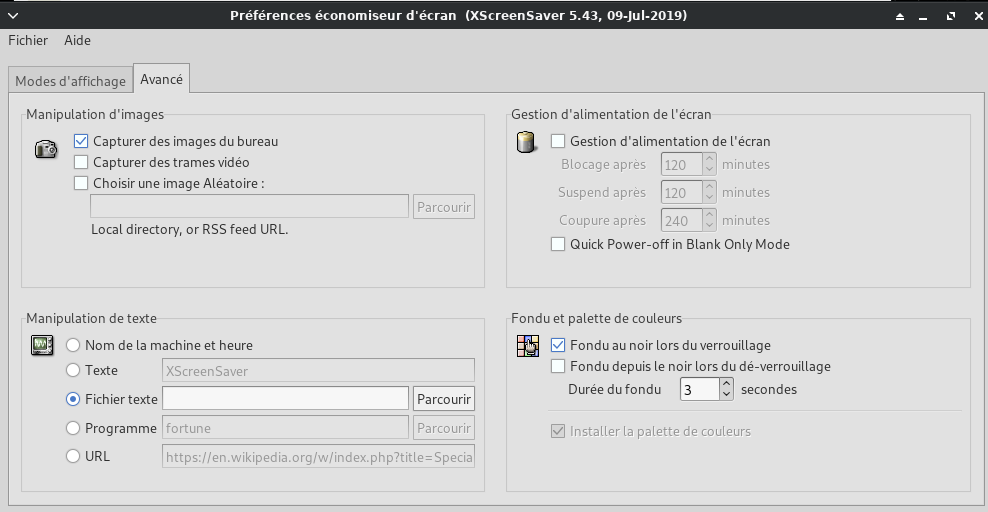 Préférences économiseur d'écran  (XScreenSaver 5.43, 09-Jul-2019)
Fichier Aide
Modes d'affichage Avancé
Manipulation d'images
Capturer des images du bureau
Capturer des trames vidéo
Choisir une image Aléatoire :
Parcourir
Local directory, or RSS feed URL.
Gestion d'alimentation de l'écran
Gestion d'alimentation de l'écran
Blocage après 120 minutes
Suspend après 120 minutes
Coupure après 240 minutes
Quick Power-off in Blank Only Mode
Manipulation de texte
Nom de la machine et heure
Texte XScreenSaver
Fichier texte Parcourir
Programme fortune Parcourir
URL https://en.wikipedia.org/w/index.php?title=Specia
Fondu et palette de couleurs
Fondu au noir lors du verrouillage
Fondu depuis le noir lors du dé-verrouillage
Durée du fondu 3 secondes
Installer la palette de couleurs